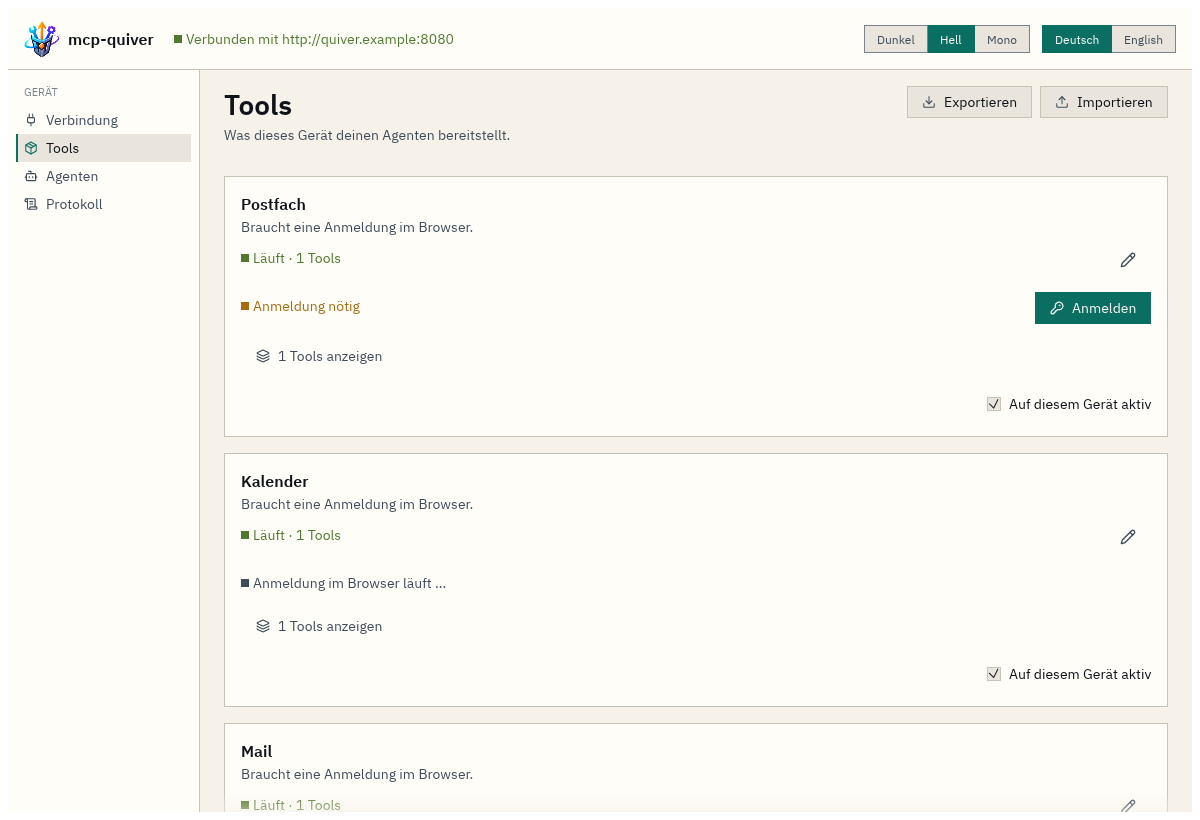 mcp-quiver
Verbunden mit http://quiver.example:8080
Dunkel Hell Mono
Deutsch English
GERÄT
Verbindung
Tools
Agenten
Protokoll
Tools
Was dieses Gerät deinen Agenten bereitstellt.
Exportieren
Importieren
Postfach
Braucht eine Anmeldung im Browser.
Läuft · 1 Tools
Anmeldung nötig
Anmelden
1 Tools anzeigen
Auf diesem Gerät aktiv
Kalender
Braucht eine Anmeldung im Browser.
Läuft · 1 Tools
Anmeldung im Browser läuft …
1 Tools anzeigen
Auf diesem Gerät aktiv
Mail
Braucht eine Anmeldung im Browser.
Läuft · 1 Tools